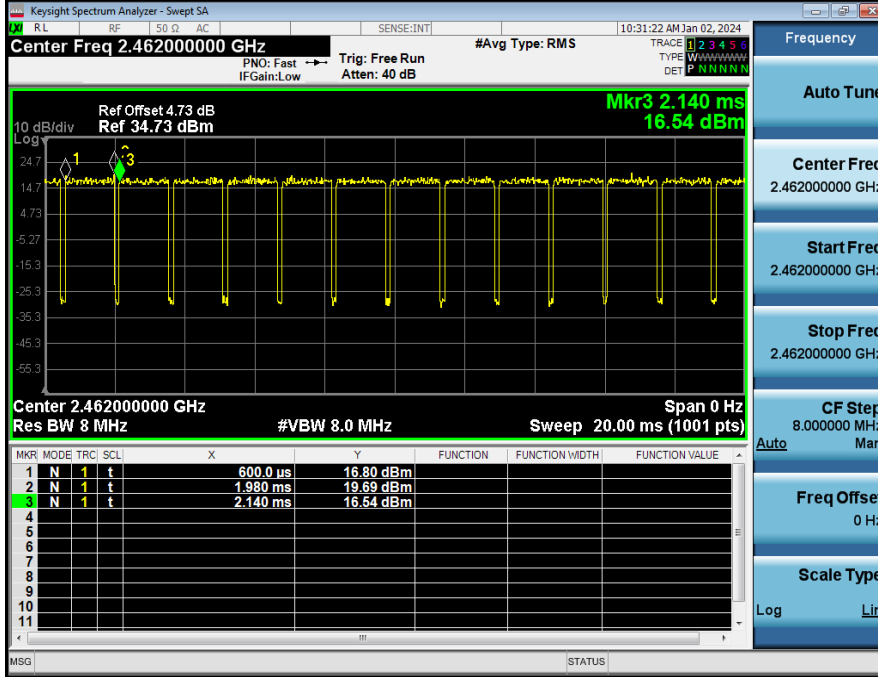 Keysight Spectrum Analyzer - Swept SA
LXI RL RF 50 Ω AC SENSE:INT 10:31:22 AM Jan 02, 2024
Center Freq 2.462000000 GHz #Avg Type: RMS TRACE 1 2 3 4 5 6
PNO: Fast Trig: Free Run TYPE WWWWWW
IFGain:Low Atten: 40 dB DET P N N N N N
Mkr3 2.140 ms
16.54 dBm
Ref Offset 4.73 dB
10 dB/div Ref 34.73 dBm
Log
1
3
24.7
14.7
4.73
-5.27
-15.3
-25.3
-35.3
-45.3
-55.3
Center 2.462000000 GHz Span 0 Hz
Res BW 8 MHz #VBW 8.0 MHz Sweep 20.00 ms (1001 pts)
MKR MODE TRC SCL X Y FUNCTION FUNCTION WIDTH FUNCTION VALUE
1 N 1 t 600.0 µs 16.80 dBm
2 N 1 t 1.980 ms 19.69 dBm
3 N 1 t 2.140 ms 16.54 dBm
4
5
6
7
8
9
10
11
MSG STATUS
Frequency
Auto Tune
Center Freq
2.462000000 GHz
Start Freq
2.462000000 GHz
Stop Freq
2.462000000 GHz
CF Step
8.000000 MHz
Auto Man
Freq Offset
0 Hz
Scale Type
Log Lin